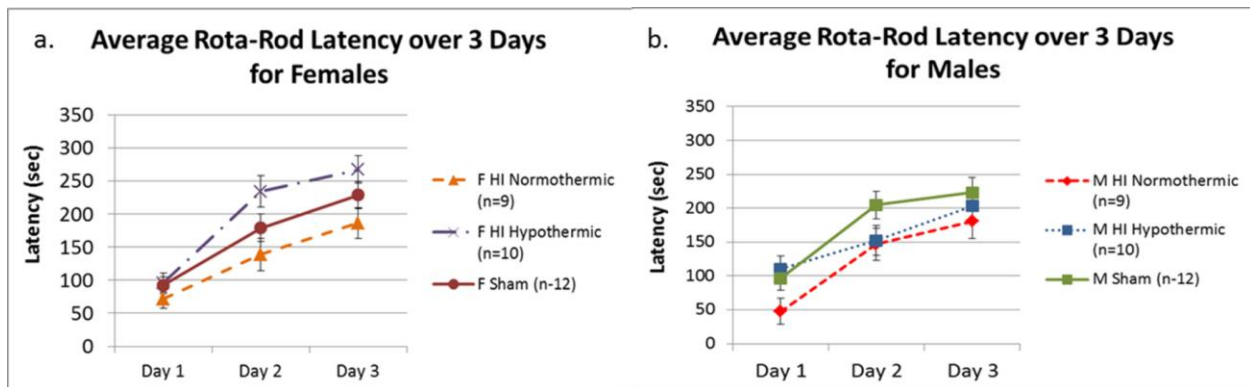 a. Average Rota-Rod Latency over 3 Days
for Females
350
300
250
200
150
100
50
0
Latency (sec)
Day 1 Day 2 Day 3
F HI Normothermic
(n=9)
F HI Hypothermic
(n=10)
F Sham (n-12)
b. Average Rota-Rod Latency over 3 Days
for Males
350
300
250
200
150
100
50
0
Latency (sec)
Day 1 Day 2 Day 3
M HI Normothermic
(n=9)
M HI Hypothermic
(n=10)
M Sham (n-12)